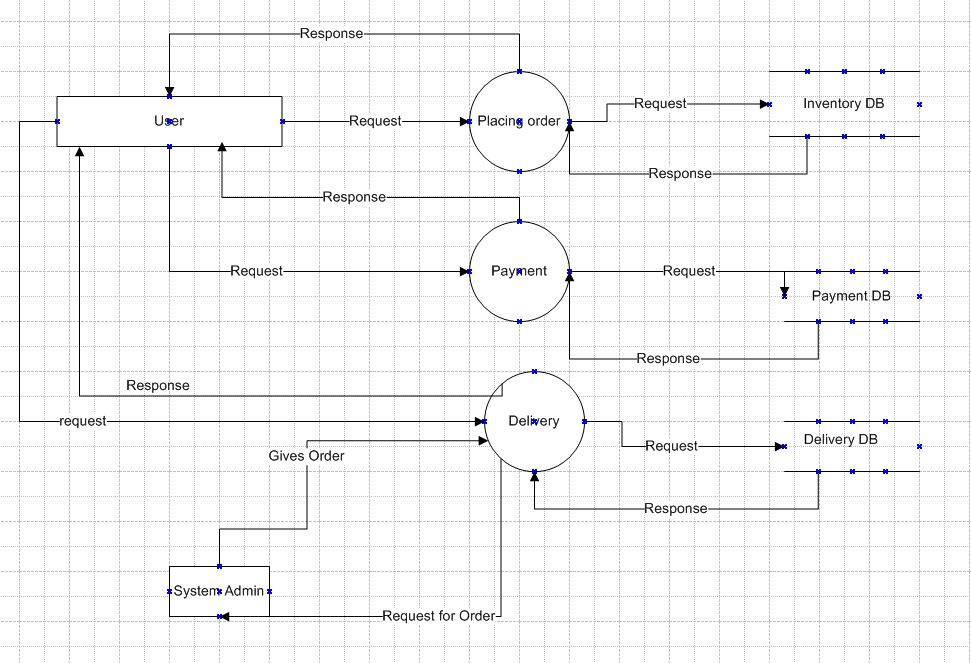 Response
User
Request
Placing order
Request
Inventory DB
Response
Response
Request
Payment
Request
Payment DB
Response
Response
request
Delivery
Request
Delivery DB
Gives Order
Response
System Admin
Request for Order